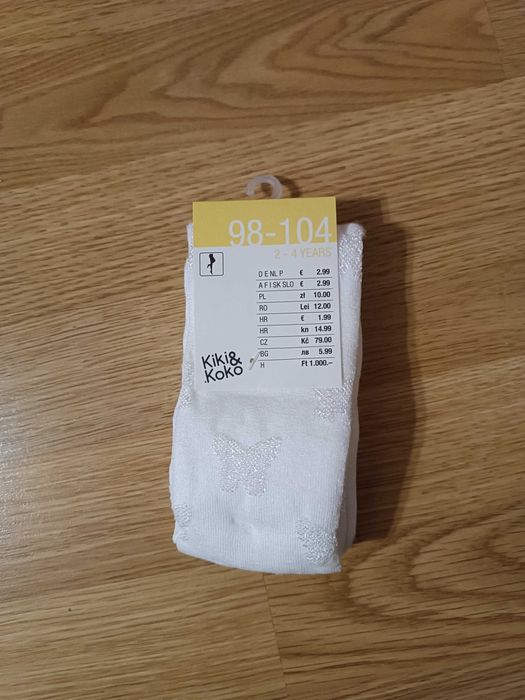 98-104
2 - 4 YEARS
D E NL P € 2.99
A F I SK SLO € 2.99
PL zł 10.00
RO Lei 12.00
HR € 1.99
HR kn 14.99
CZ Kč 79.00
BG лв 5.99
H Ft 1.000.–
Kiki&
Koko